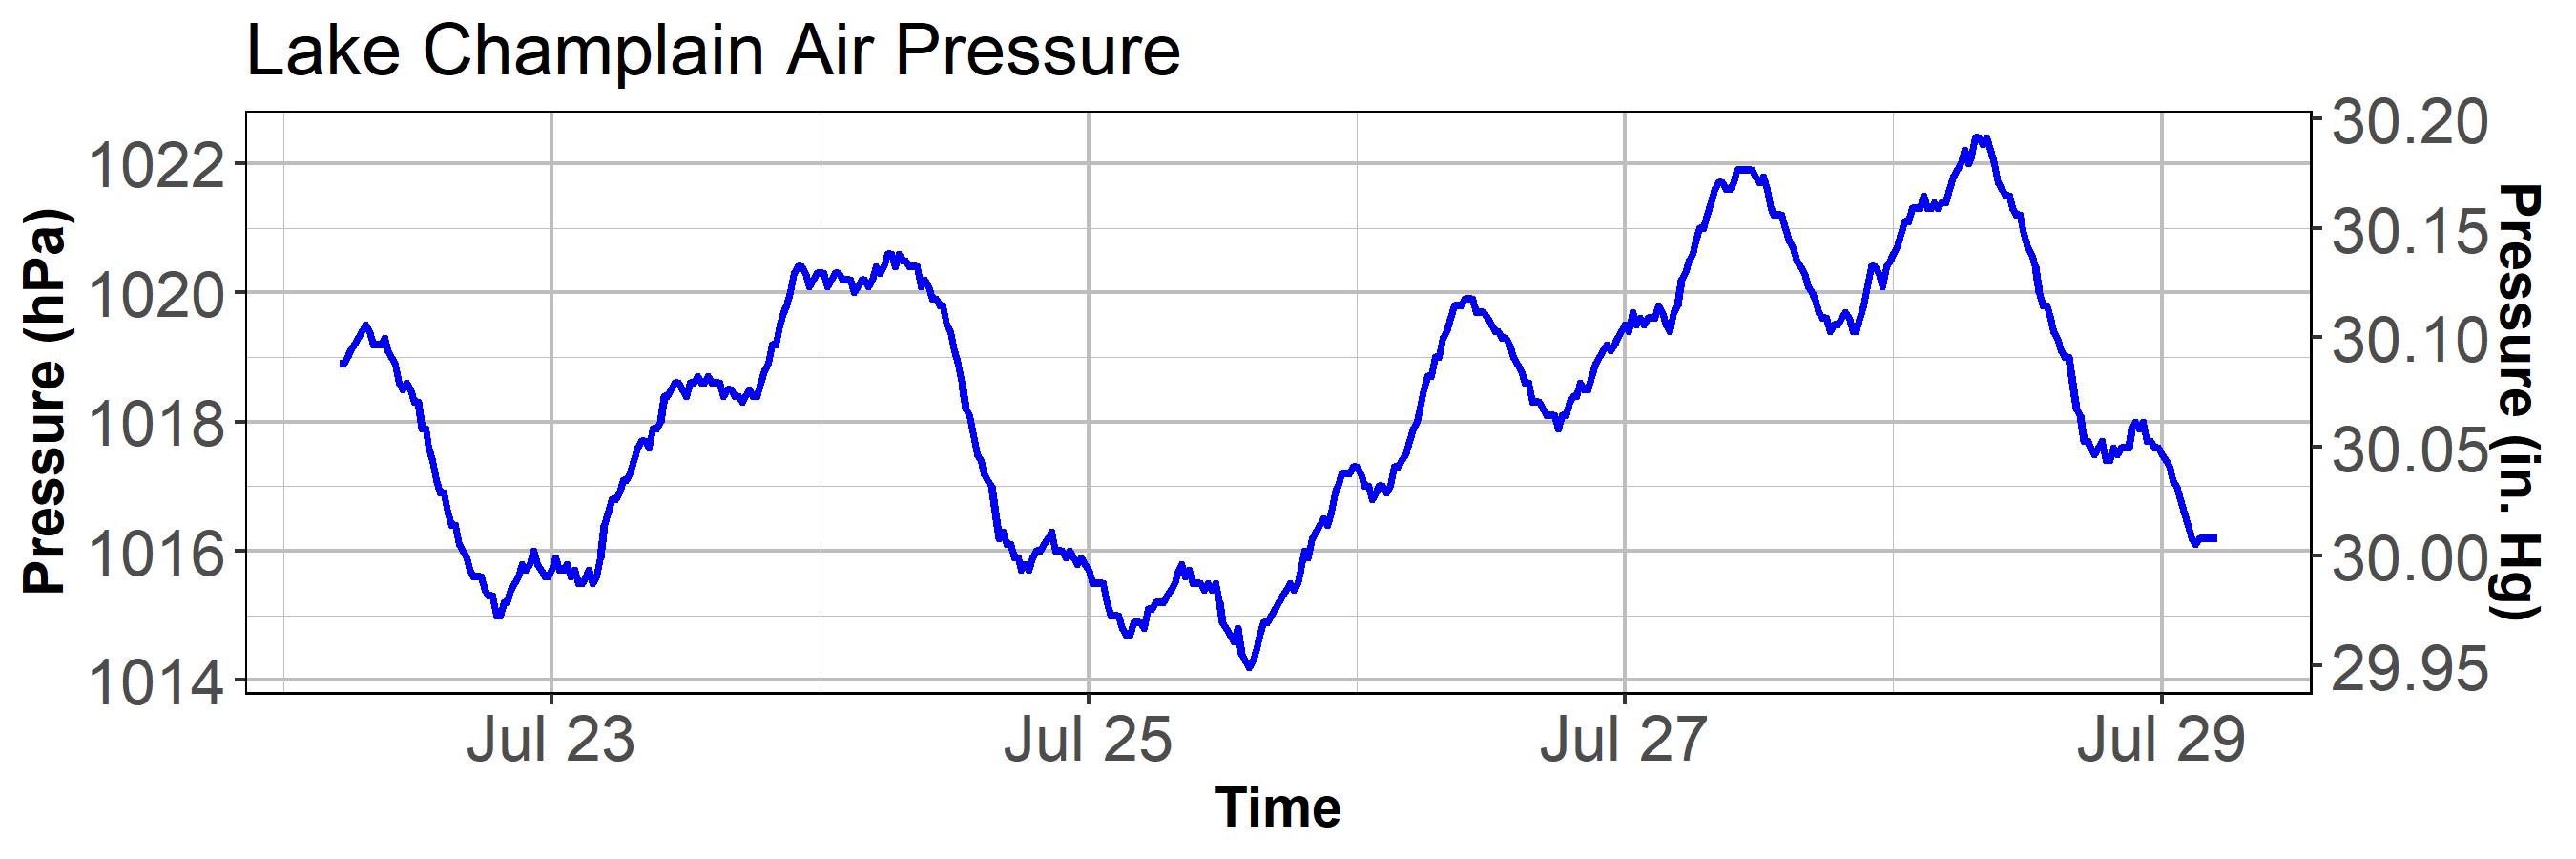 Lake Champlain Air Pressure
Pressure (hPa)
1022
1020
1018
1016
1014
30.20
30.15
30.10
30.05
30.00
29.95
Pressure (in. Hg)
Jul 23
Jul 25
Jul 27
Jul 29
Time